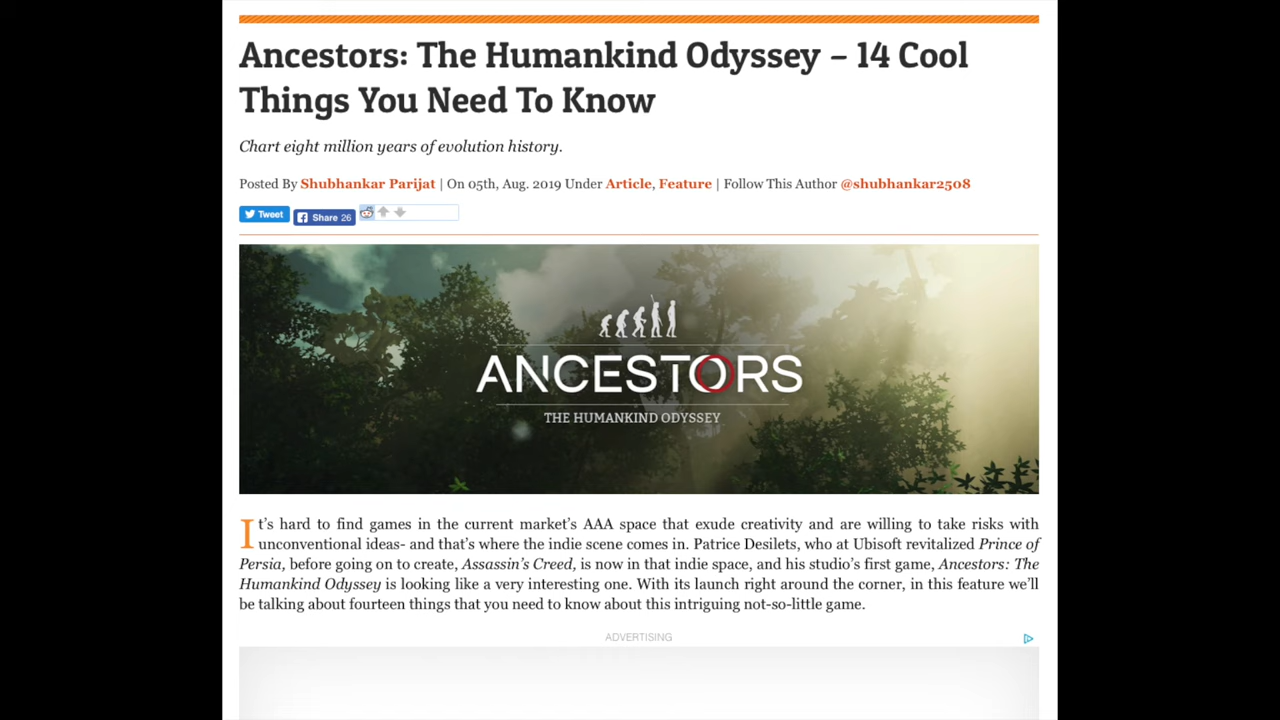 Ancestors: The Humankind Odyssey – 14 Cool
Things You Need To Know
Chart eight million years of evolution history.
Posted By Shubhankar Parijat | On 05th, Aug. 2019 Under Article, Feature | Follow This Author @shubhankar2508
Tweet
Share 26
ANCESTORS
THE HUMANKIND ODYSSEY
It's hard to find games in the current market's AAA space that exude creativity and are willing to take risks with
unconventional ideas- and that's where the indie scene comes in. Patrice Desilets, who at Ubisoft revitalized Prince of
Persia, before going on to create, Assassin's Creed, is now in that indie space, and his studio's first game, Ancestors: The
Humankind Odyssey is looking like a very interesting one. With its launch right around the corner, in this feature we'll
be talking about fourteen things that you need to know about this intriguing not-so-little game.
ADVERTISING